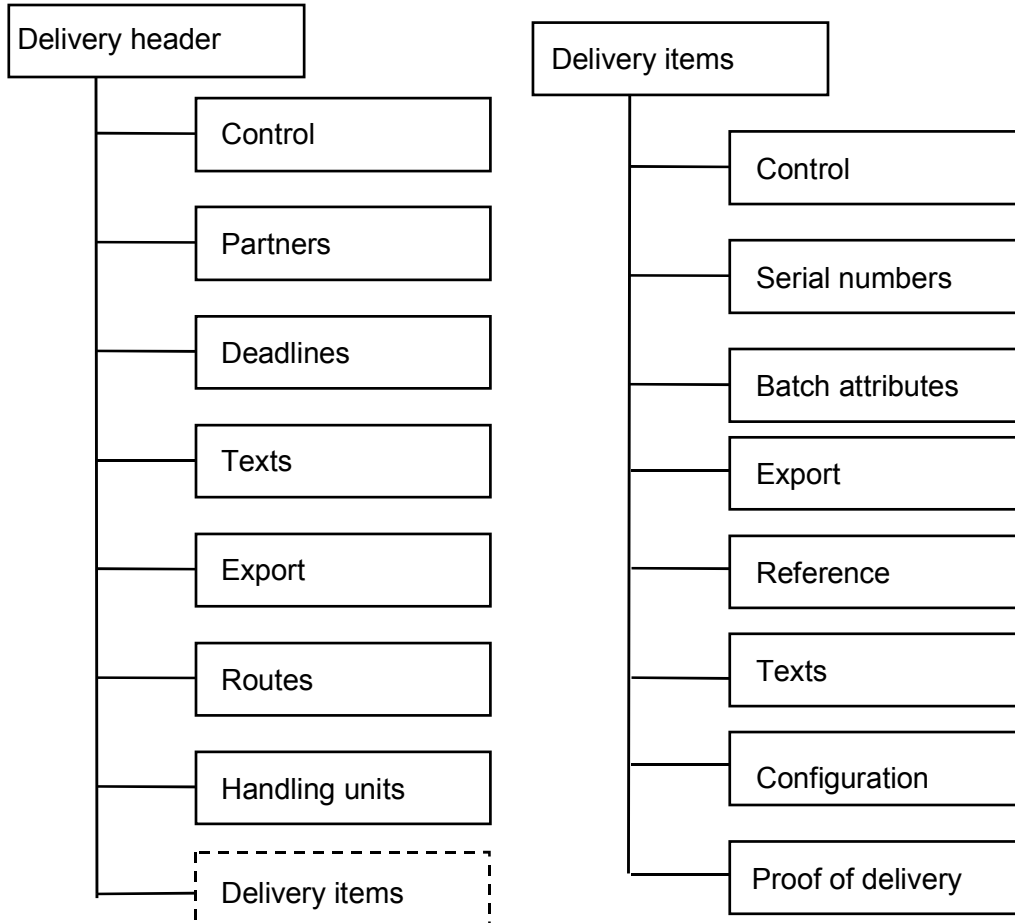 Delivery header
Control
Partners
Deadlines
Texts
Export
Routes
Handling units
Delivery items
Delivery items
Control
Serial numbers
Batch attributes
Export
Reference
Texts
Configuration
Proof of delivery